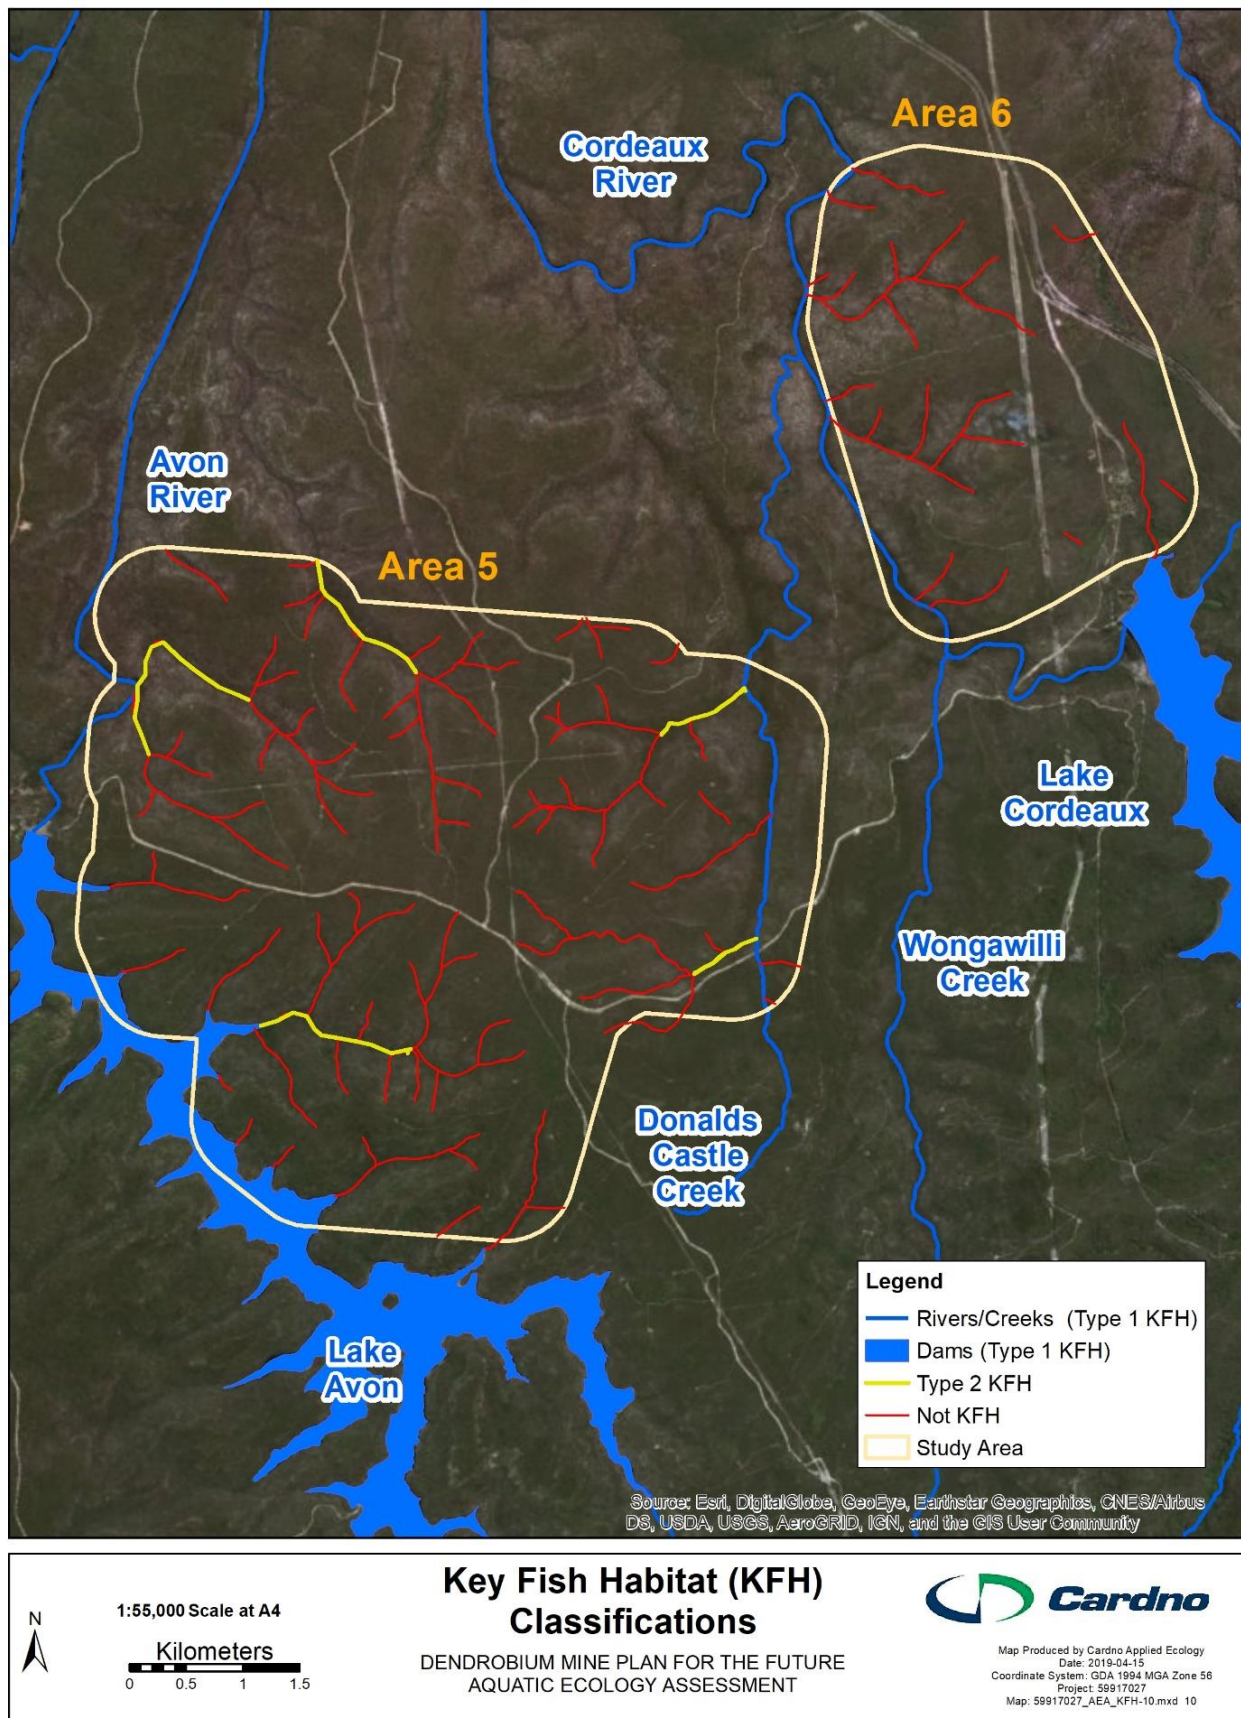 Area 6
Cordeaux
River
Avon
River
Area 5
Lake
Cordeaux
Wongawilli
Creek
Donalds
Castle
Creek
Lake
Avon
Legend
Rivers/Creeks (Type 1 KFH)
Dams (Type 1 KFH)
Type 2 KFH
Not KFH
Study Area
Source: Esri, DigitalGlobe, GeoEye, Earthstar Geographics, CNES/Airbus
DS, USDA, USGS, AeroGRID, IGN, and the GIS User Community
N
1:55,000 Scale at A4
Kilometers
0 0.5 1 1.5
Key Fish Habitat (KFH)
Classifications
DENDROBIUM MINE PLAN FOR THE FUTURE
AQUATIC ECOLOGY ASSESSMENT
Cardno
Map Produced by Cardno Applied Ecology
Date: 2019-04-15
Coordinate System: GDA 1994 MGA Zone 56
Project: 59917027
Map: 59917027_AEA_KFH-10.mxd 10